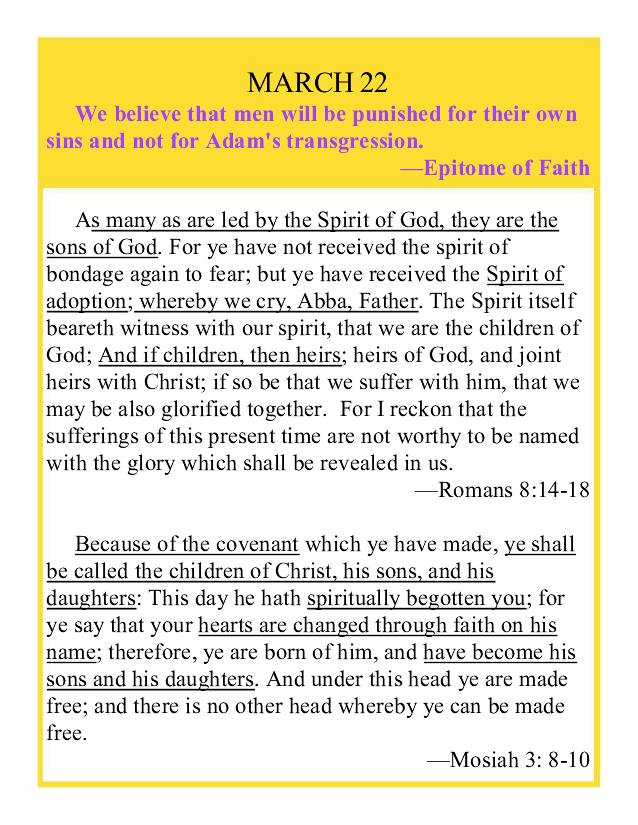 MARCH 22
We believe that men will be punished for their own
sins and not for Adam's transgression.
—Epitome of Faith
As many as are led by the Spirit of God, they are the
sons of God. For ye have not received the spirit of
bondage again to fear; but ye have received the Spirit of
adoption; whereby we cry, Abba, Father. The Spirit itself
beareth witness with our spirit, that we are the children of
God; And if children, then heirs; heirs of God, and joint
heirs with Christ; if so be that we suffer with him, that we
may be also glorified together.  For I reckon that the
sufferings of this present time are not worthy to be named
with the glory which shall be revealed in us.
—Romans 8:14-18
Because of the covenant which ye have made, ye shall
be called the children of Christ, his sons, and his
daughters: This day he hath spiritually begotten you; for
ye say that your hearts are changed through faith on his
name; therefore, ye are born of him, and have become his
sons and his daughters. And under this head ye are made
free; and there is no other head whereby ye can be made
free.
—Mosiah 3: 8-10